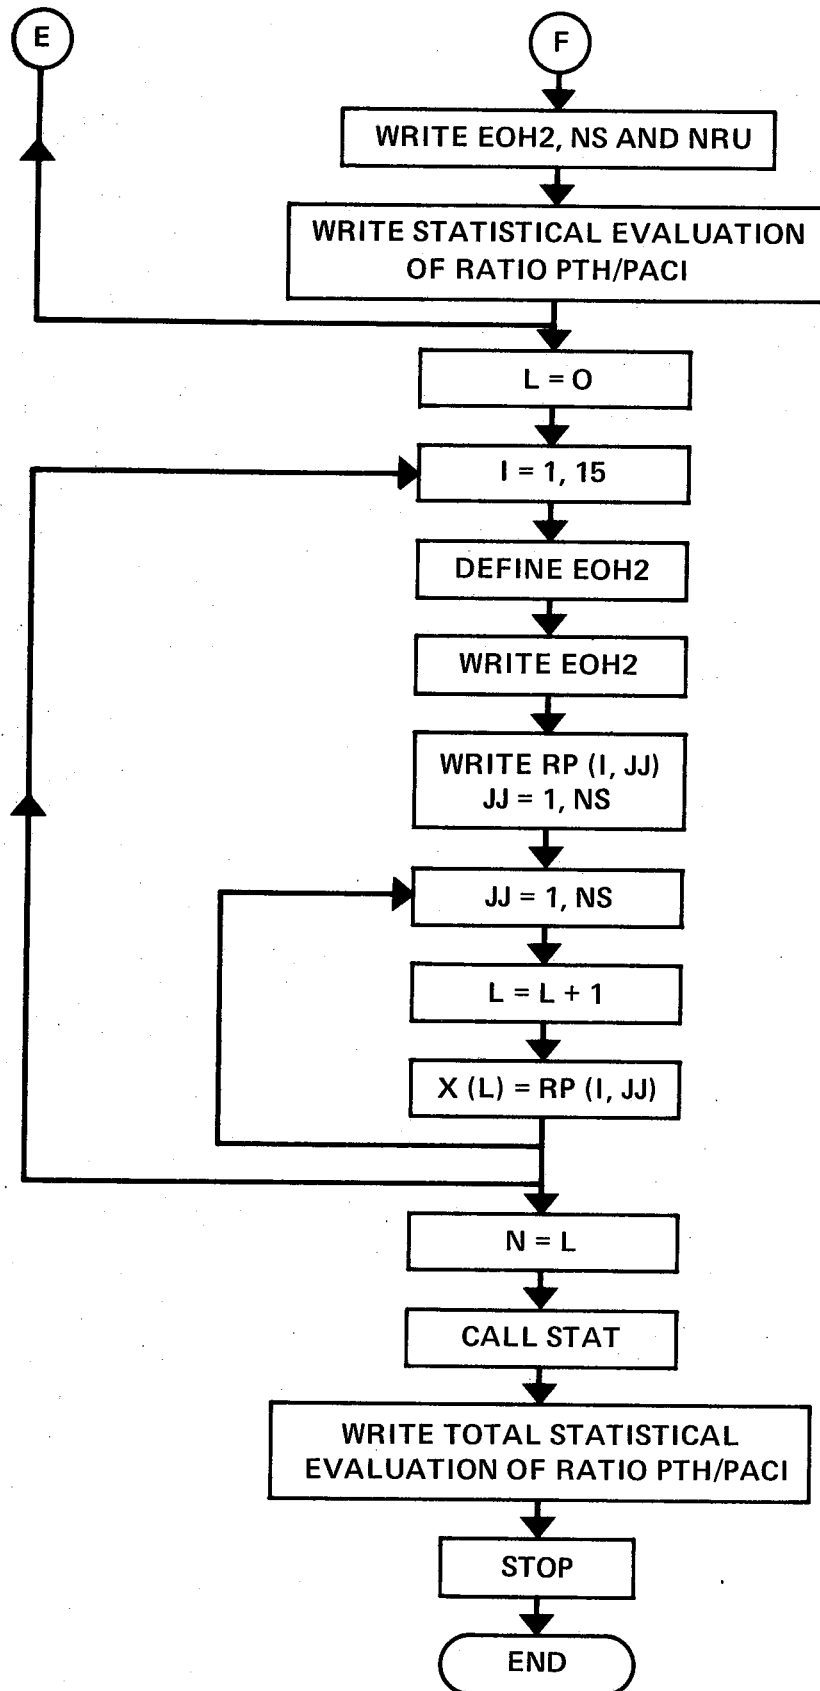 E
F
WRITE EOH2, NS AND NRU
WRITE STATISTICAL EVALUATION
OF RATIO PTH/PACI
L = O
I = 1, 15
DEFINE EOH2
WRITE EOH2
WRITE RP (I, JJ)
JJ = 1, NS
JJ = 1, NS
L = L + 1
X (L) = RP (I, JJ)
N = L
CALL STAT
WRITE TOTAL STATISTICAL
EVALUATION OF RATIO PTH/PACI
STOP
END